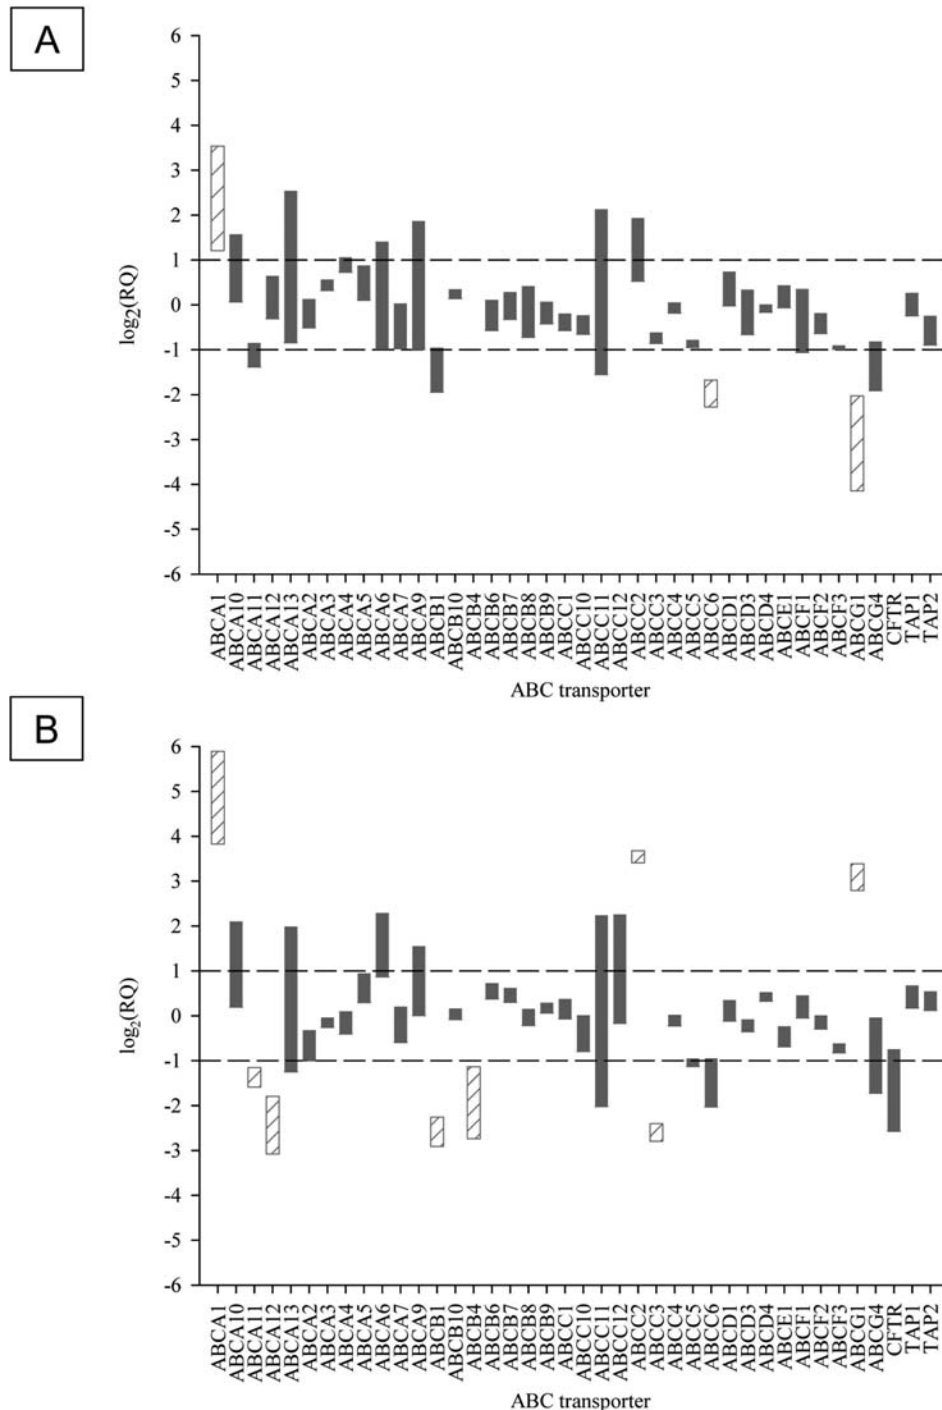 A
6
5
4
3
2
1
0
-1
-2
-3
-4
-5
-6
log2(RQ)
ABCA1
ABCA10
ABCA11
ABCA12
ABCA13
ABCA2
ABCA3
ABCA4
ABCA5
ABCA6
ABCA7
ABCA9
ABCB1
ABCB10
ABCB4
ABCB6
ABCB7
ABCB8
ABCB9
ABCC1
ABCC10
ABCC11
ABCC12
ABCC2
ABCC3
ABCC4
ABCC5
ABCC6
ABCD1
ABCD3
ABCD4
ABCE1
ABCF1
ABCF2
ABCF3
ABCG1
ABCG4
CFTR
TAP1
TAP2
ABC transporter
B
6
5
4
3
2
1
0
-1
-2
-3
-4
-5
-6
log2(RQ)
ABCA1
ABCA10
ABCA11
ABCA12
ABCA13
ABCA2
ABCA3
ABCA4
ABCA5
ABCA6
ABCA7
ABCA9
ABCB1
ABCB10
ABCB4
ABCB6
ABCB7
ABCB8
ABCB9
ABCC1
ABCC10
ABCC11
ABCC12
ABCC2
ABCC3
ABCC4
ABCC5
ABCC6
ABCD1
ABCD3
ABCD4
ABCE1
ABCF1
ABCF2
ABCF3
ABCG1
ABCG4
CFTR
TAP1
TAP2
ABC transporter